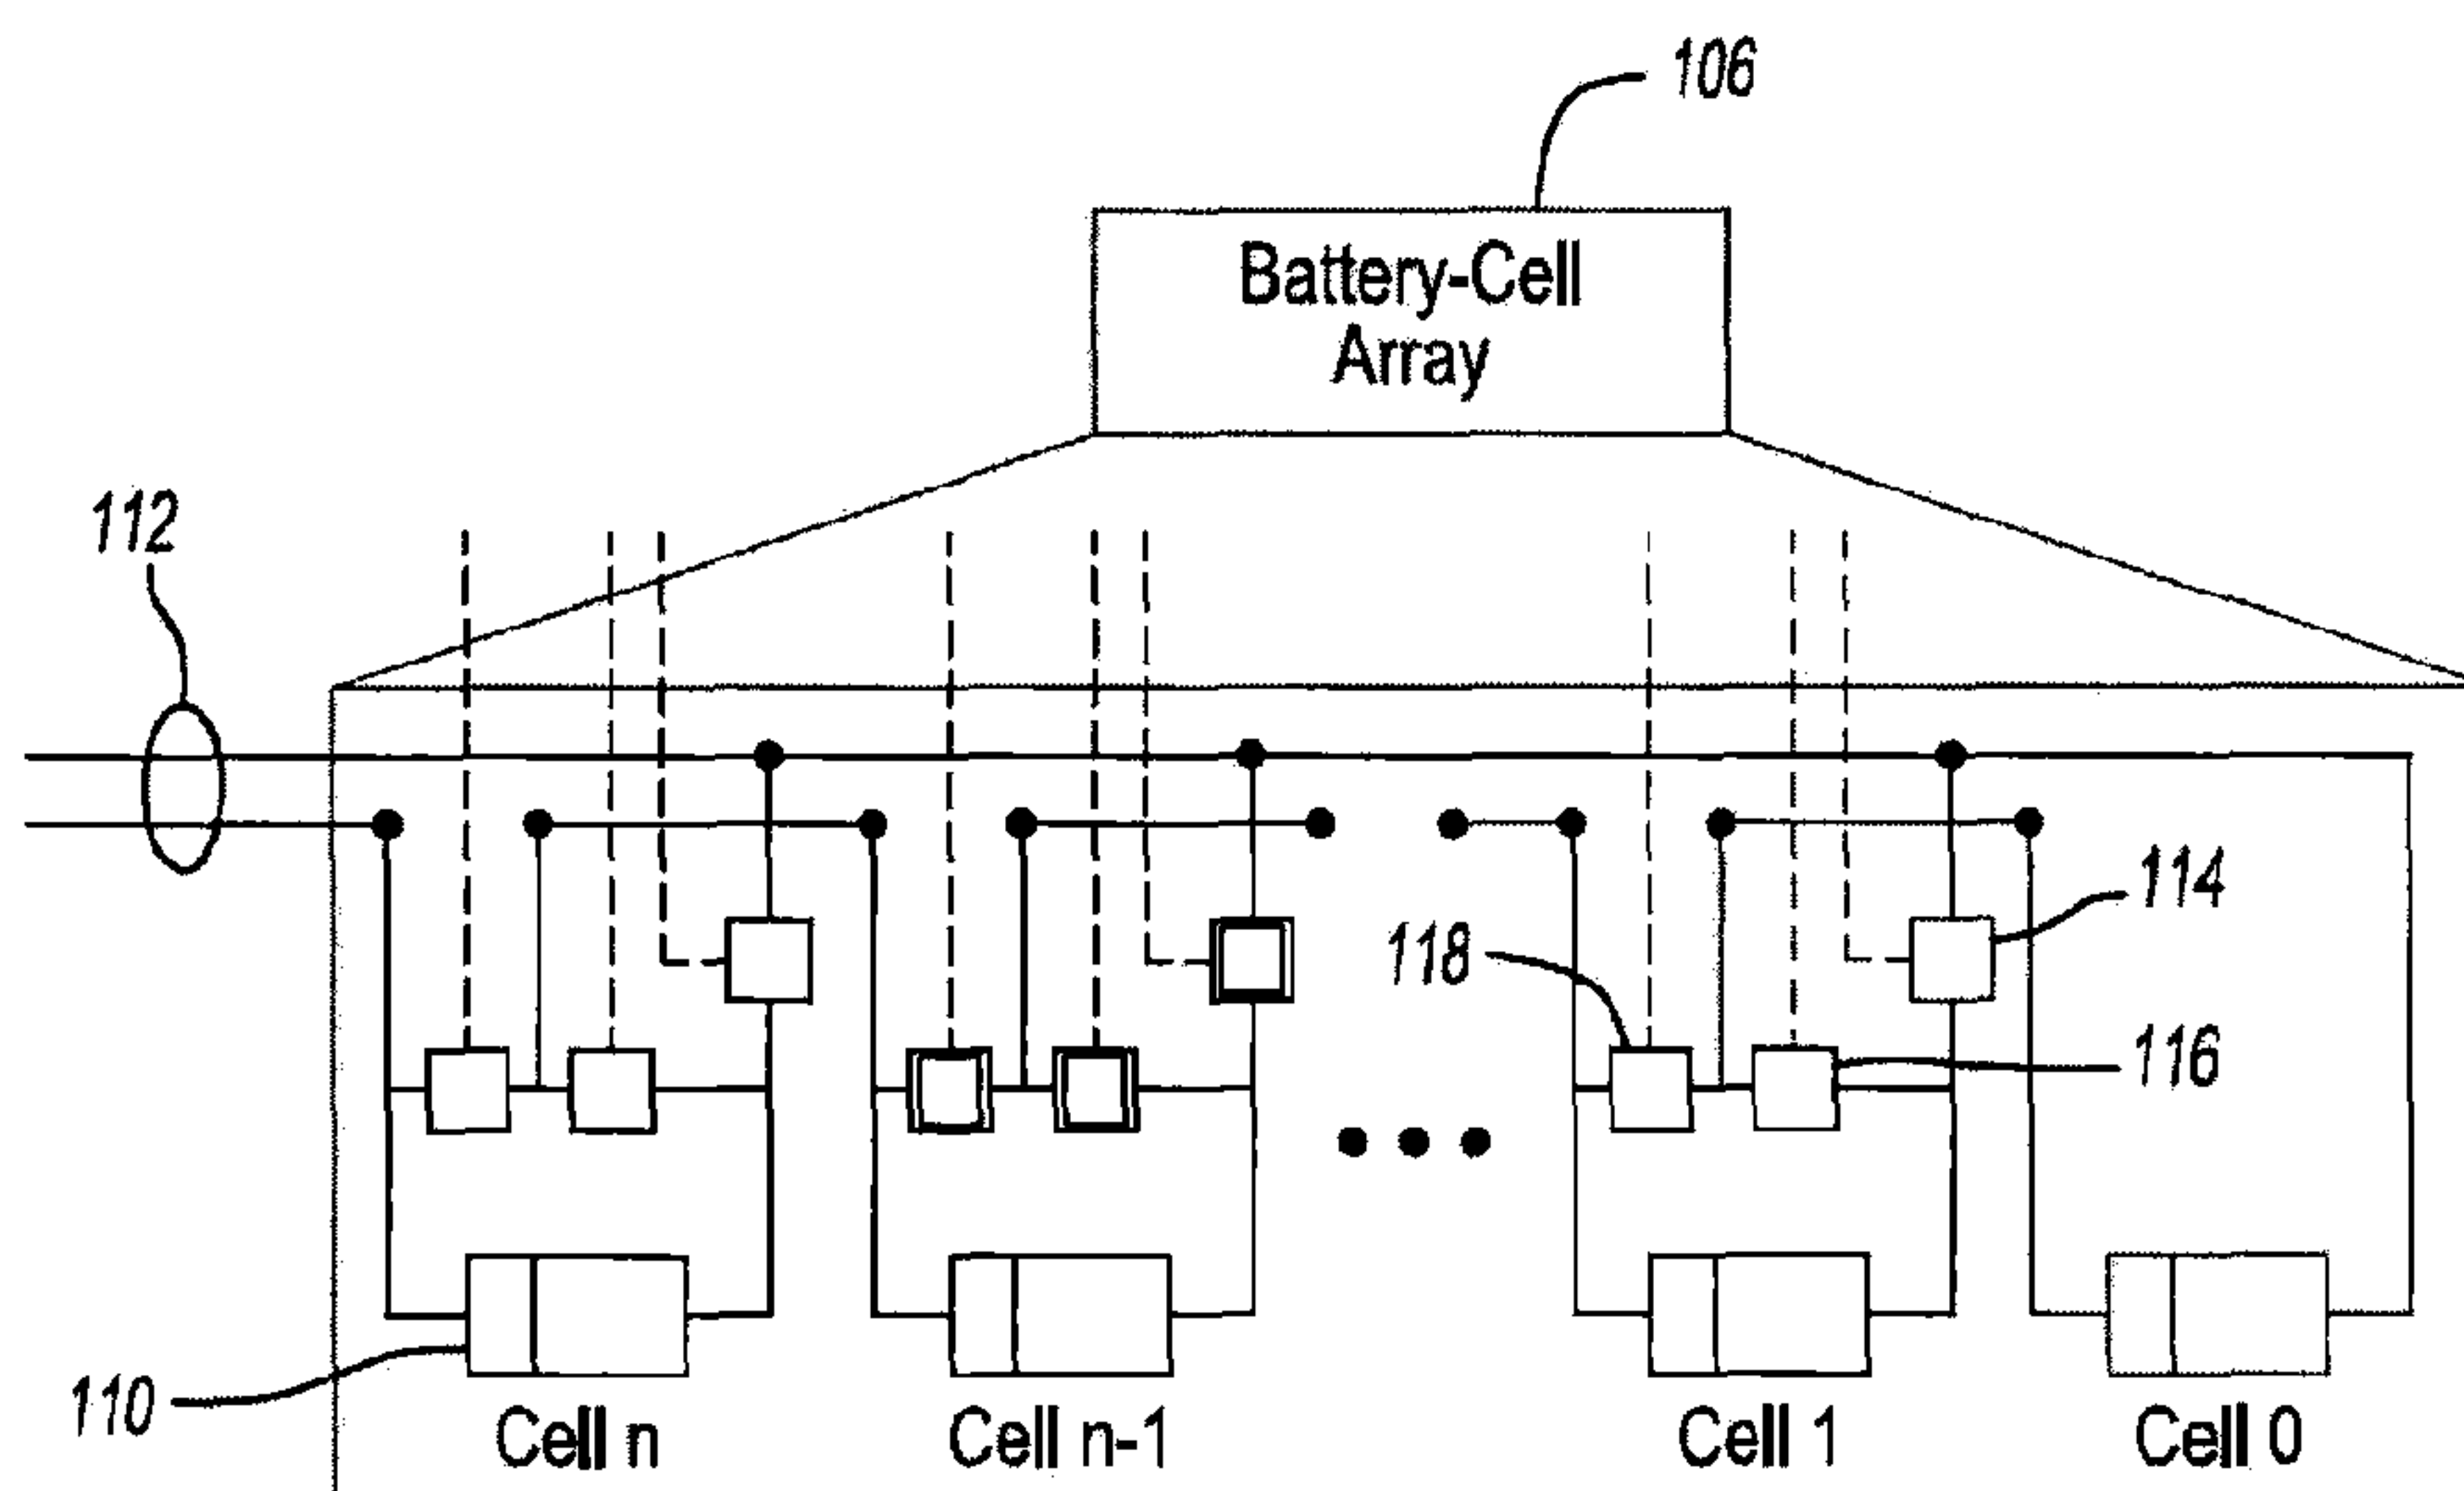 106
Battery-Cell
Array
112
114
118
116
110
Cell n
Cell n-1
Cell 1
Cell 0